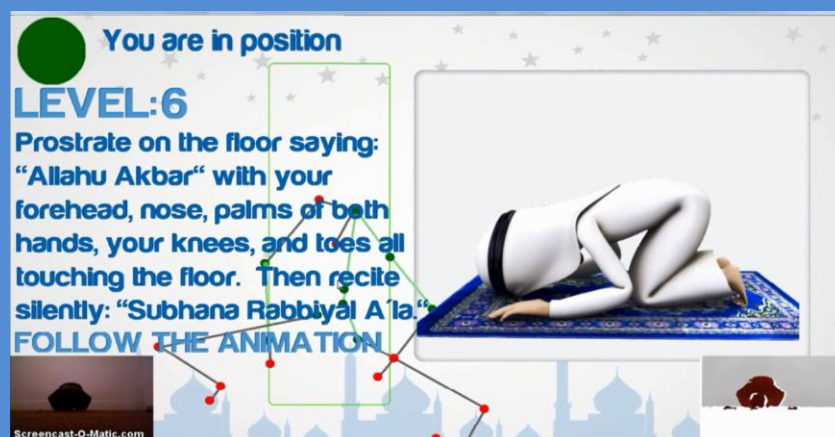 You are in position
LEVEL:6
Prostrate on the floor saying:
“Allahu Akbar“ with your
forehead, nose, palms of both
hands, your knees, and toes all
touching the floor. Then recite
silently: “Subhana Rabbiyal A´la.“
FOLLOW THE ANIMATION
Screencast-O-Matic.com